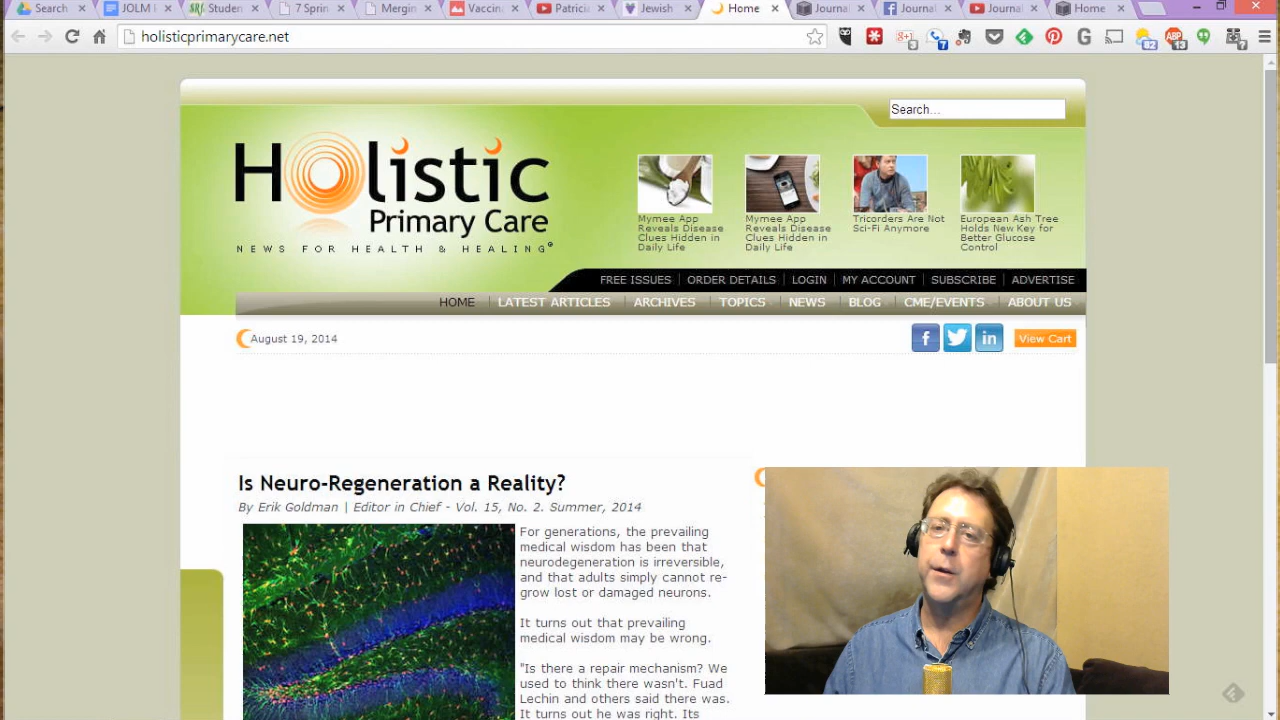 Search
JOLM
Studen
7 Sprin
Mergin
Vaccina
Patricia
Jewish
Home
Journal
Journal
Journal
Home
holisticprimarycare.net
Search...
Holistic
Primary Care
NEWS FOR HEALTH & HEALING®
Mymee App
Reveals Disease
Clues Hidden in
Daily Life
Mymee App
Reveals Disease
Clues Hidden in
Daily Life
Tricorders Are Not
Sci-Fi Anymore
European Ash Tree
Holds New Key for
Better Glucose
Control
FREE ISSUES ORDER DETAILS LOGIN MY ACCOUNT SUBSCRIBE ADVERTISE
HOME LATEST ARTICLES ARCHIVES TOPICS NEWS BLOG CME/EVENTS ABOUT US
August 19, 2014
View Cart
Is Neuro-Regeneration a Reality?
By Erik Goldman | Editor in Chief - Vol. 15, No. 2. Summer, 2014
For generations, the prevailing
medical wisdom has been that
neurodegeneration is irreversible,
and that adults simply cannot re-
grow lost or damaged neurons.
It turns out that prevailing
medical wisdom may be wrong.
"Is there a repair mechanism? We
used to think there wasn't. Fuad
Lechin and others said there was.
It turns out he was right. Its